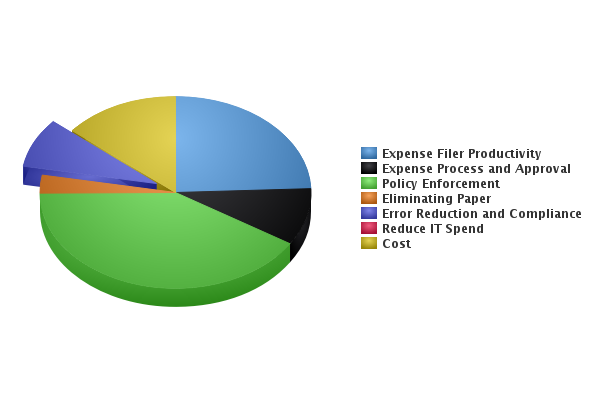 Expense Filer Productivity
Expense Process and Approval
Policy Enforcement
Eliminating Paper
Error Reduction and Compliance
Reduce IT Spend
Cost